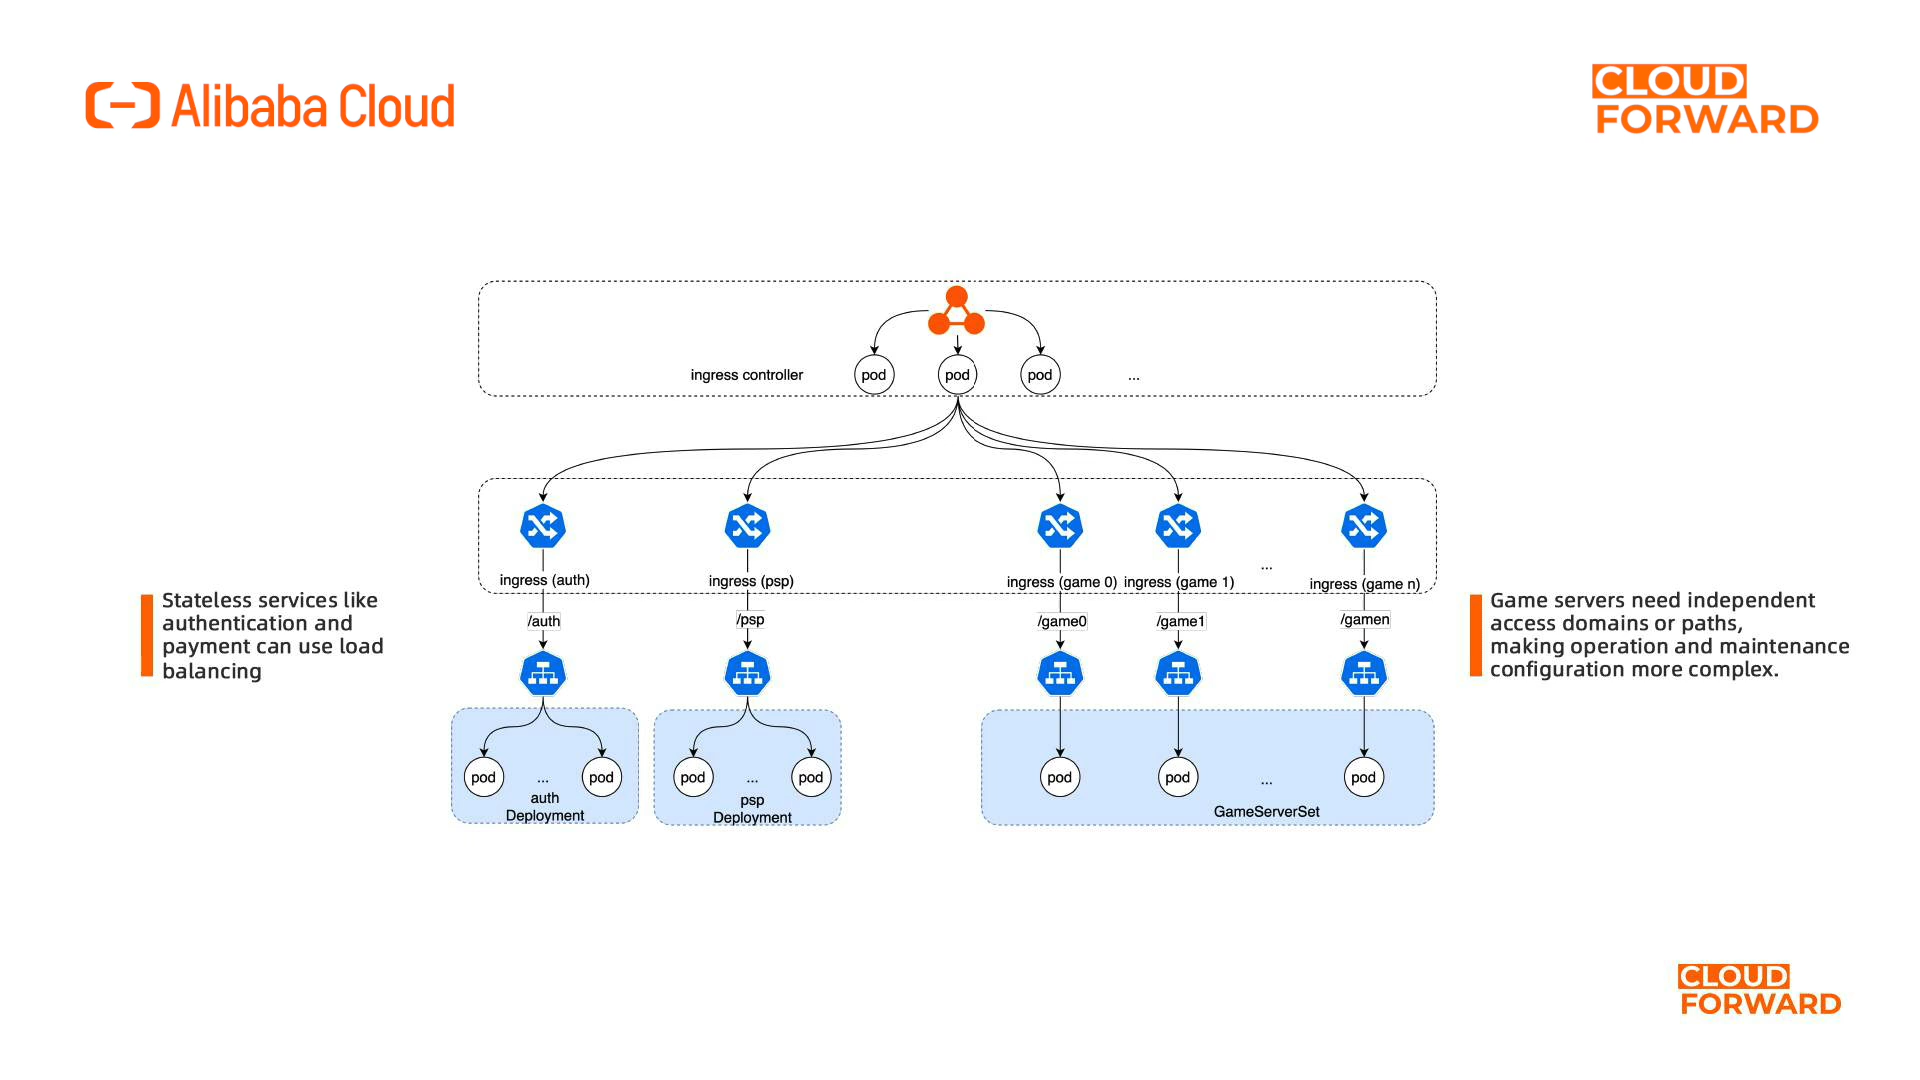 Alibaba Cloud
CLOUD
FORWARD
ingress controller
pod
pod
pod
...
ingress (auth)
ingress (psp)
ingress (game 0)
ingress (game 1)
...
ingress (game n)
/auth
/psp
/game0
/game1
/gamen
Stateless services like
authentication and
payment can use load
balancing
Game servers need independent
access domains or paths,
making operation and maintenance
configuration more complex.
pod
...
pod
auth
Deployment
pod
...
pod
psp
Deployment
pod
pod
...
pod
GameServerSet
CLOUD
FORWARD